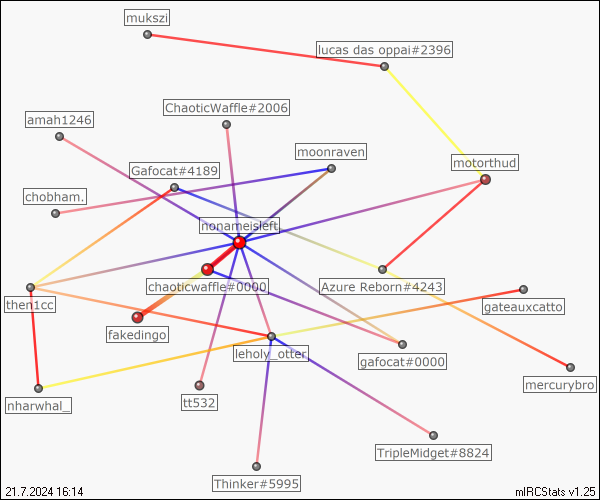 mukszi
lucas das oppai#2396
ChaoticWaffle#2006
amah1246
moonraven
motorthud
Gafocat#4189
chobham.
nonameisleft
chaoticwaffle#0000
Azure Reborn#4243
then1cc
gateauxcatto
fakedingo
leholy_otter
gafocat#0000
mercurybro
nharwhal_
tt532
TripleMidget#8824
Thinker#5995
21.7.2024 16:14
mIRCStats v1.25